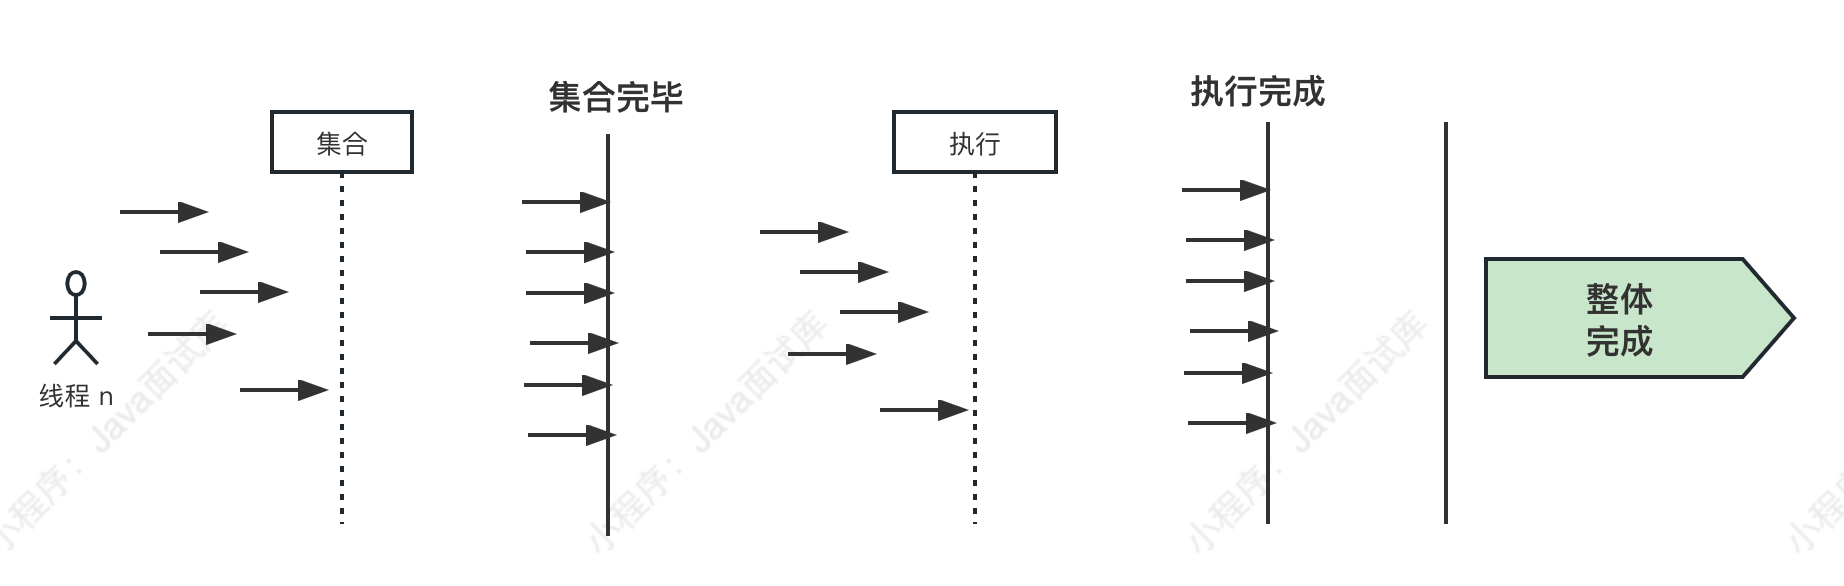 集合完毕
执行完成
集合
执行
整体
完成
线程 n
小程序：Java面试库
小程序：Java面试库
小程序：Java面试库
小程序